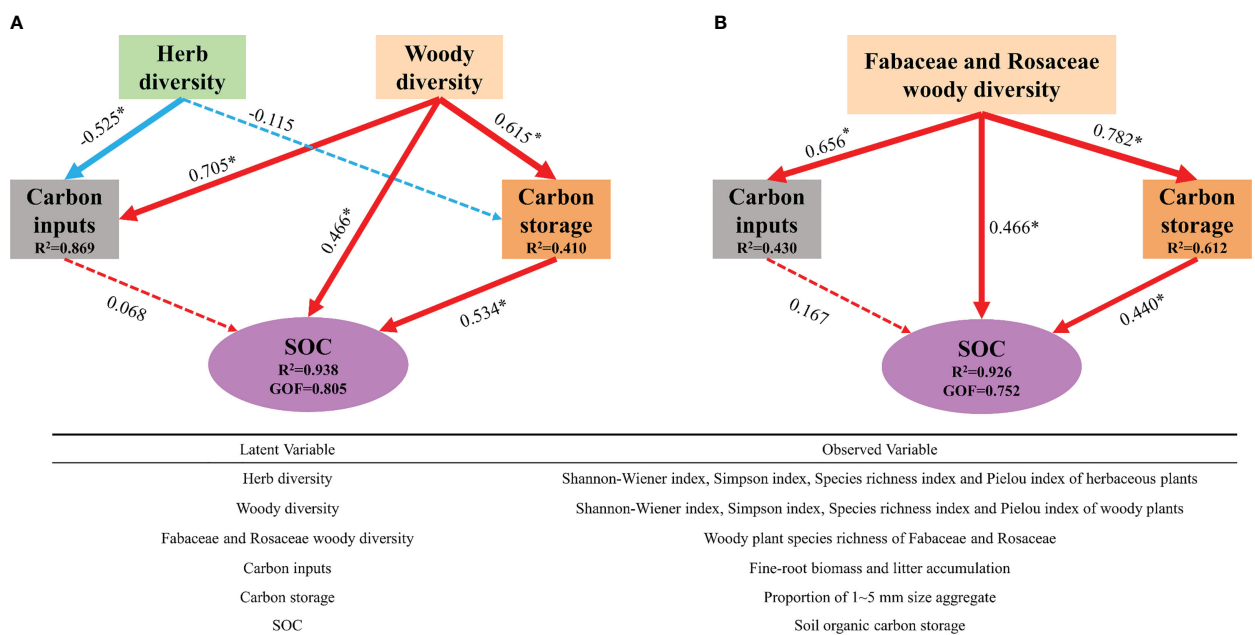 A
Herb
diversity
Woody
diversity
-0.525*
-0.115
0.705*
0.466*
0.615*
Carbon
inputs
R²=0.869
Carbon
storage
R²=0.410
0.068
0.534*
SOC
R²=0.938
GOF=0.805
B
Fabaceae and Rosaceae
woody diversity
0.656*
0.466*
0.782*
Carbon
inputs
R²=0.430
Carbon
storage
R²=0.612
0.167
0.440*
SOC
R²=0.926
GOF=0.752
Latent Variable Observed Variable
Herb diversity Shannon-Wiener index, Simpson index, Species richness index and Pielou index of herbaceous plants
Woody diversity Shannon-Wiener index, Simpson index, Species richness index and Pielou index of woody plants
Fabaceae and Rosaceae woody diversity Woody plant species richness of Fabaceae and Rosaceae
Carbon inputs Fine-root biomass and litter accumulation
Carbon storage Proportion of 1~5 mm size aggregate
SOC Soil organic carbon storage